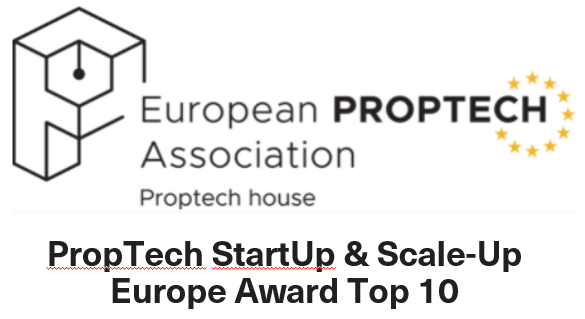 European PROPTECH
Association
Proptech house
PropTech StartUp & Scale-Up
Europe Award Top 10